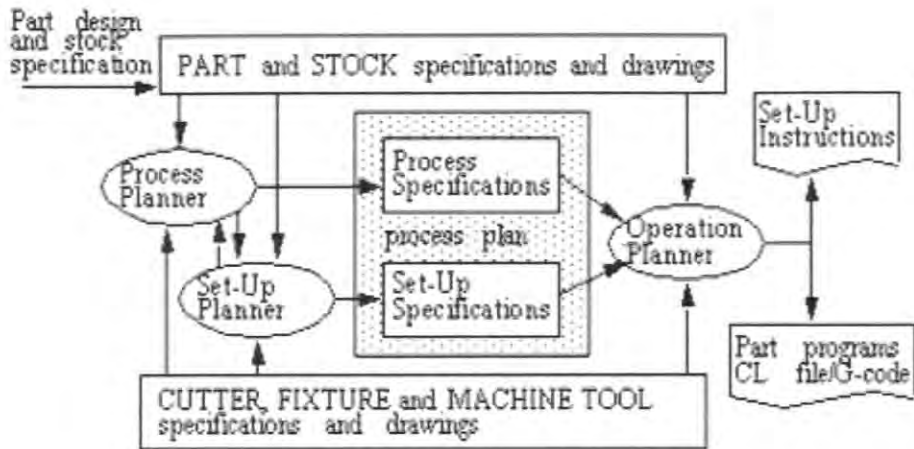 Part design
and stock
specification
PART and STOCK specifications and drawings
Set-Up
Instructions
Process
Planner
Process
Specifications
process plan
Operation
Planner
Set-Up
Planner
Set-Up
Specifications
Part programs
CL file/G-code
CUTTER, FIXTURE and MACHINE TOOL
specifications and drawings